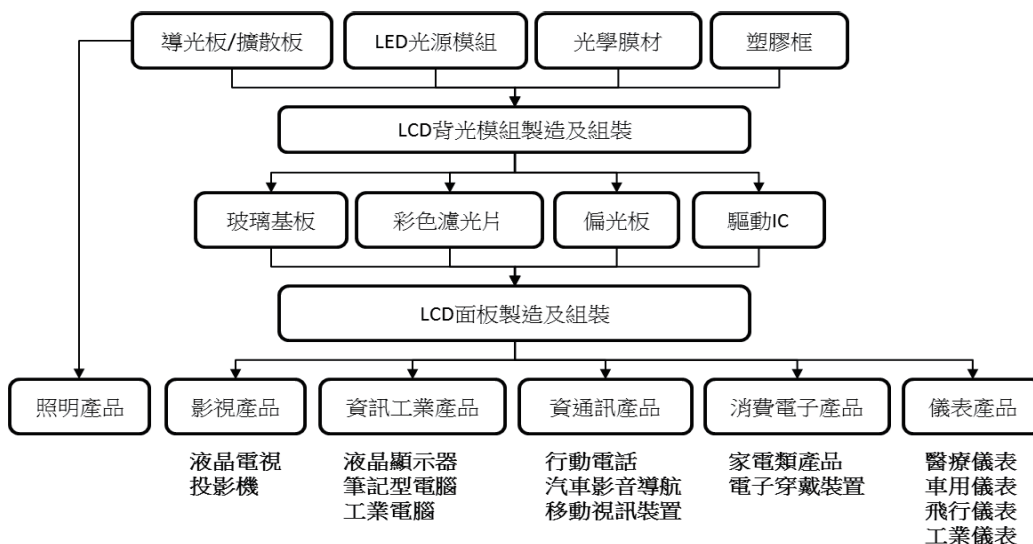 導光板/擴散板
LED光源模組
光學膜材
塑膠框
LCD背光模組製造及組裝
玻璃基板
彩色濾光片
偏光板
驅動IC
LCD面板製造及組裝
照明產品
影視產品
資訊工業產品
資通訊產品
消費電子產品
儀表產品
液晶電視
投影機
液晶顯示器
筆記型電腦
工業電腦
行動電話
汽車影音導航
移動視訊裝置
家電類產品
電子穿戴裝置
醫療儀表
車用儀表
飛行儀表
工業儀表